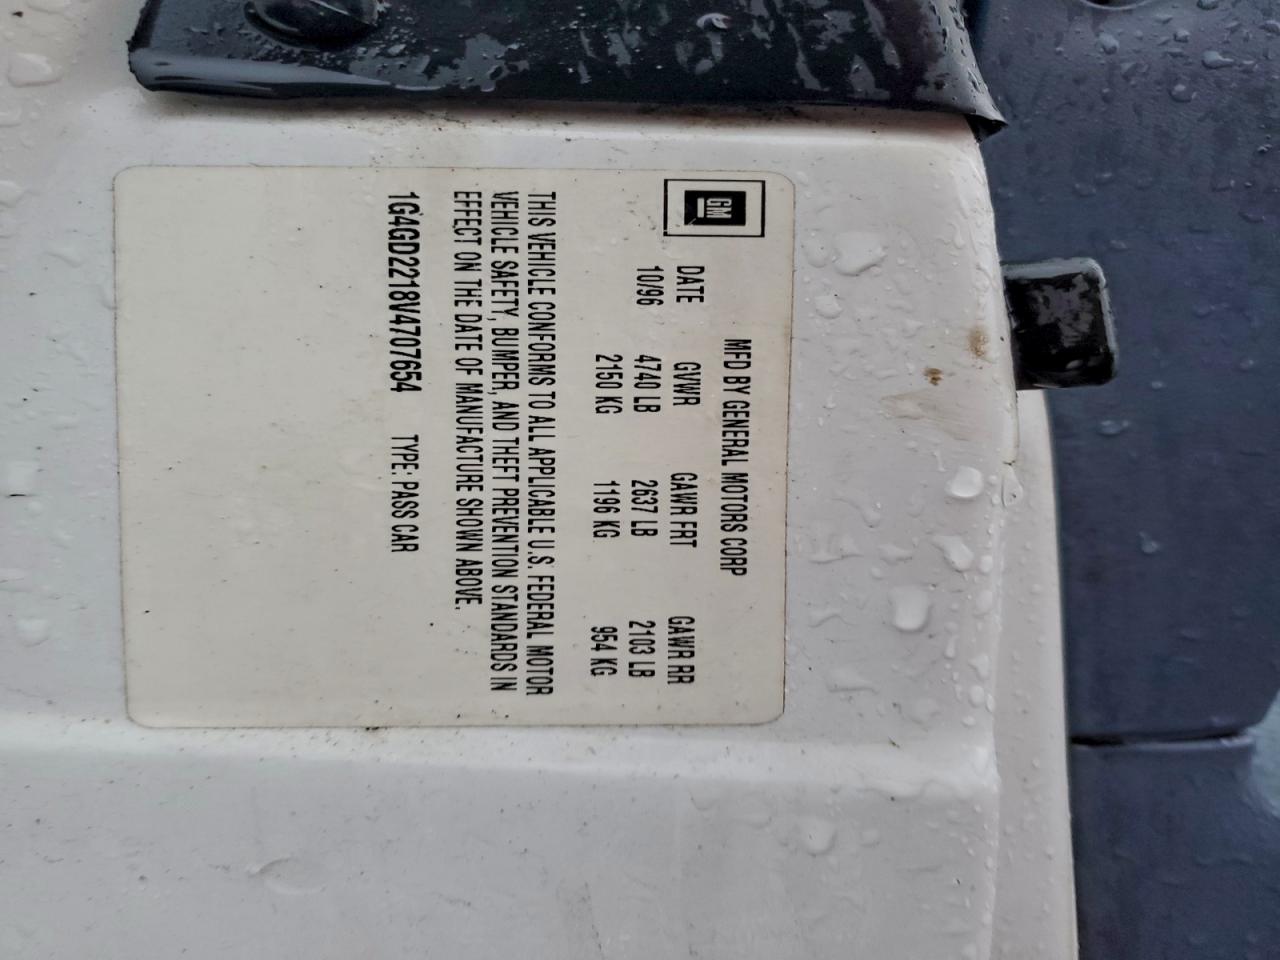 GM
MFD BY GENERAL MOTORS CORP
DATE GVWR GAWR FRT GAWR RR
10/96 4740 LB 2637 LB 2103 LB
2150 KG 1196 KG 954 KG
THIS VEHICLE CONFORMS TO ALL APPLICABLE U.S. FEDERAL MOTOR
VEHICLE SAFETY, BUMPER, AND THEFT PREVENTION STANDARDS IN
EFFECT ON THE DATE OF MANUFACTURE SHOWN ABOVE.
1G4GD2218V4707654 TYPE: PASS CAR